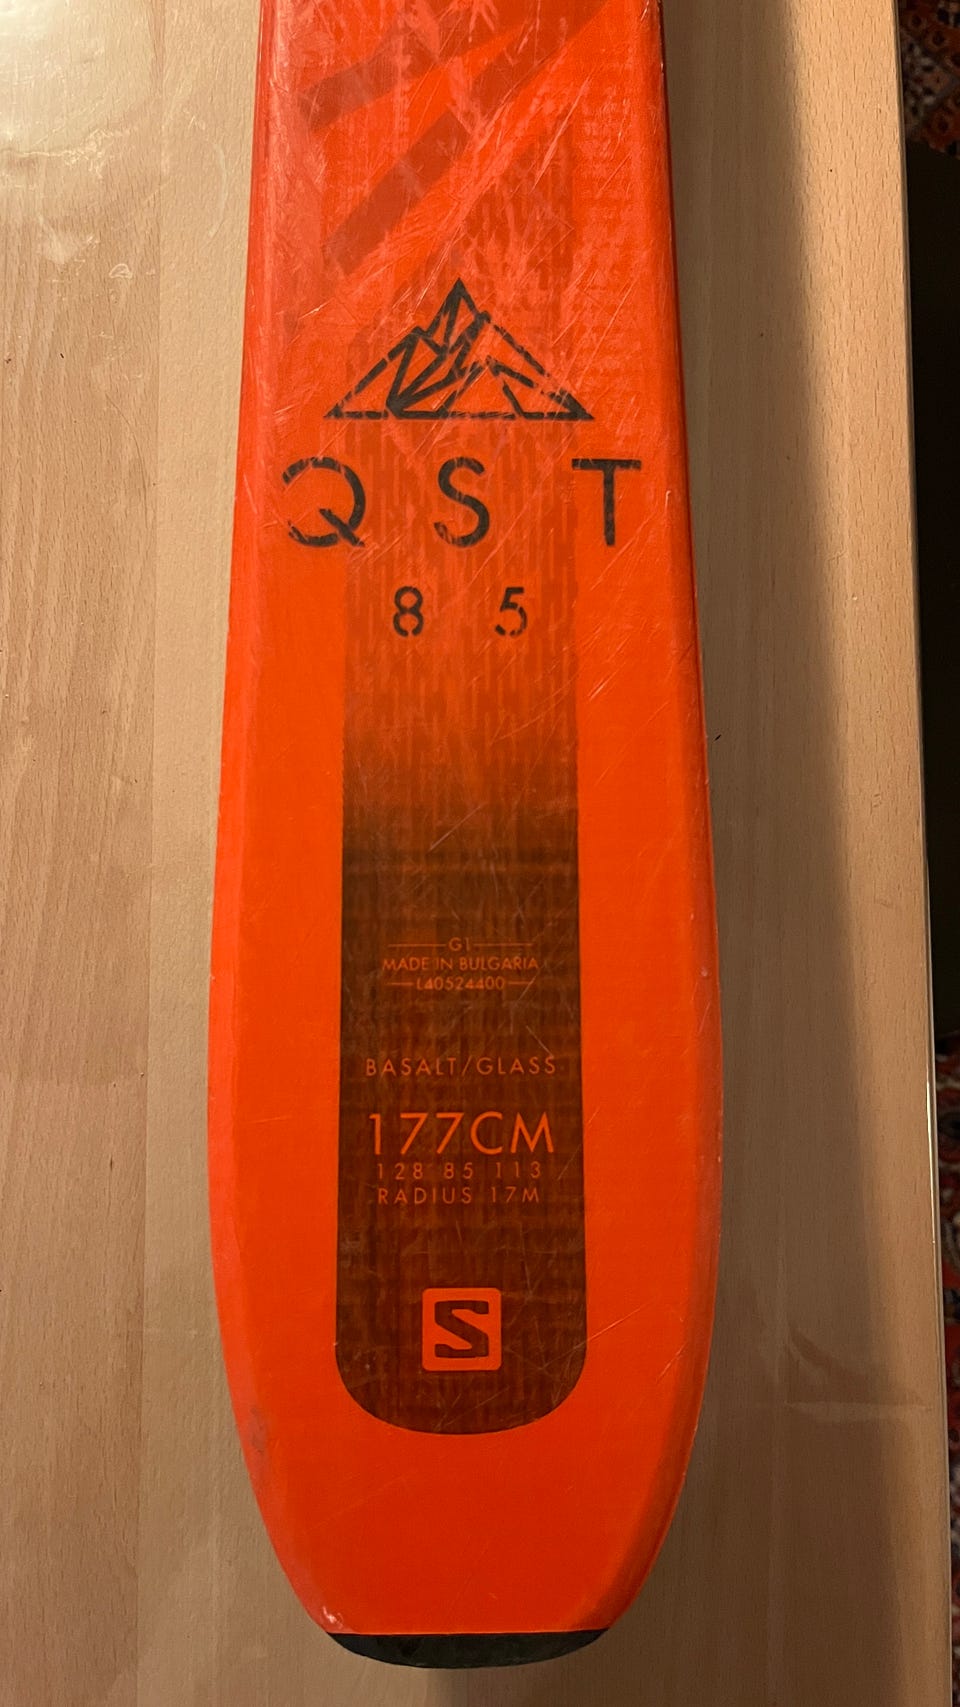 QST
85
G1
MADE IN BULGARIA
L40524400
BASALT/GLASS
177CM
128 85 113
RADIUS 17M
S